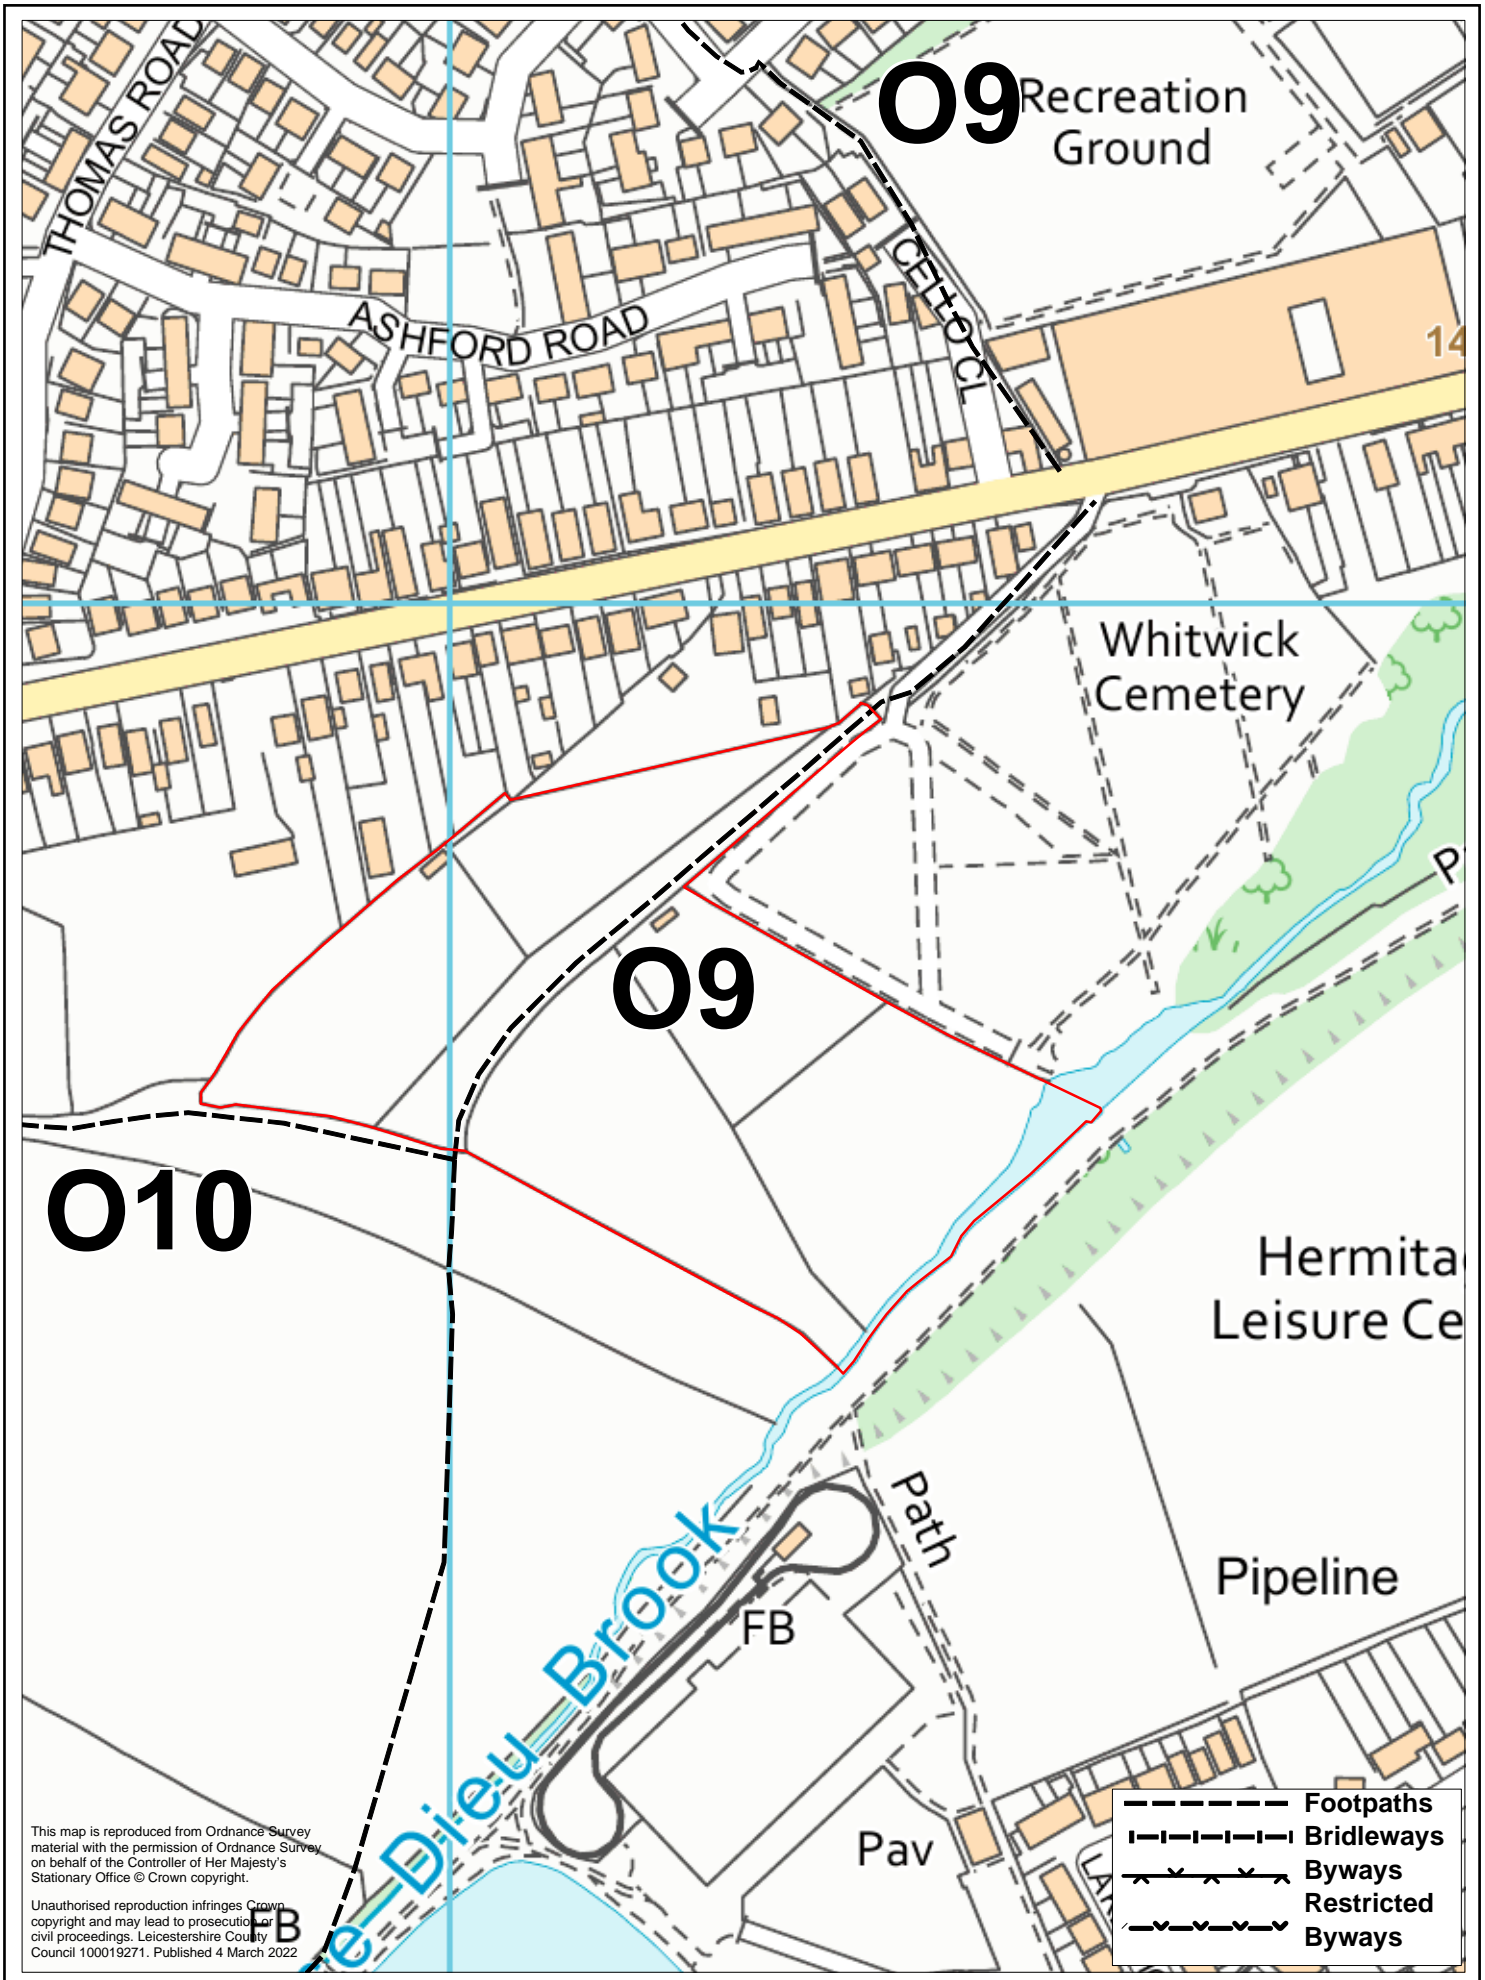 THOMAS ROAD
O9
Recreation
Ground
ASHFORD ROAD
CELLO CL
14
Whitwick
Cemetery
O9
O10
Hermita
Leisure Ce
Path
Pipeline
FB
Brook
Dieu
Pav
FB
Footpaths
Bridleways
Byways
Restricted
Byways
This map is reproduced from Ordnance Survey
material with the permission of Ordnance Survey
on behalf of the Controller of Her Majesty's
Stationary Office © Crown copyright.
Unauthorised reproduction infringes Crown
copyright and may lead to prosecution or
civil proceedings. Leicestershire County
Council 100019271. Published 4 March 2022